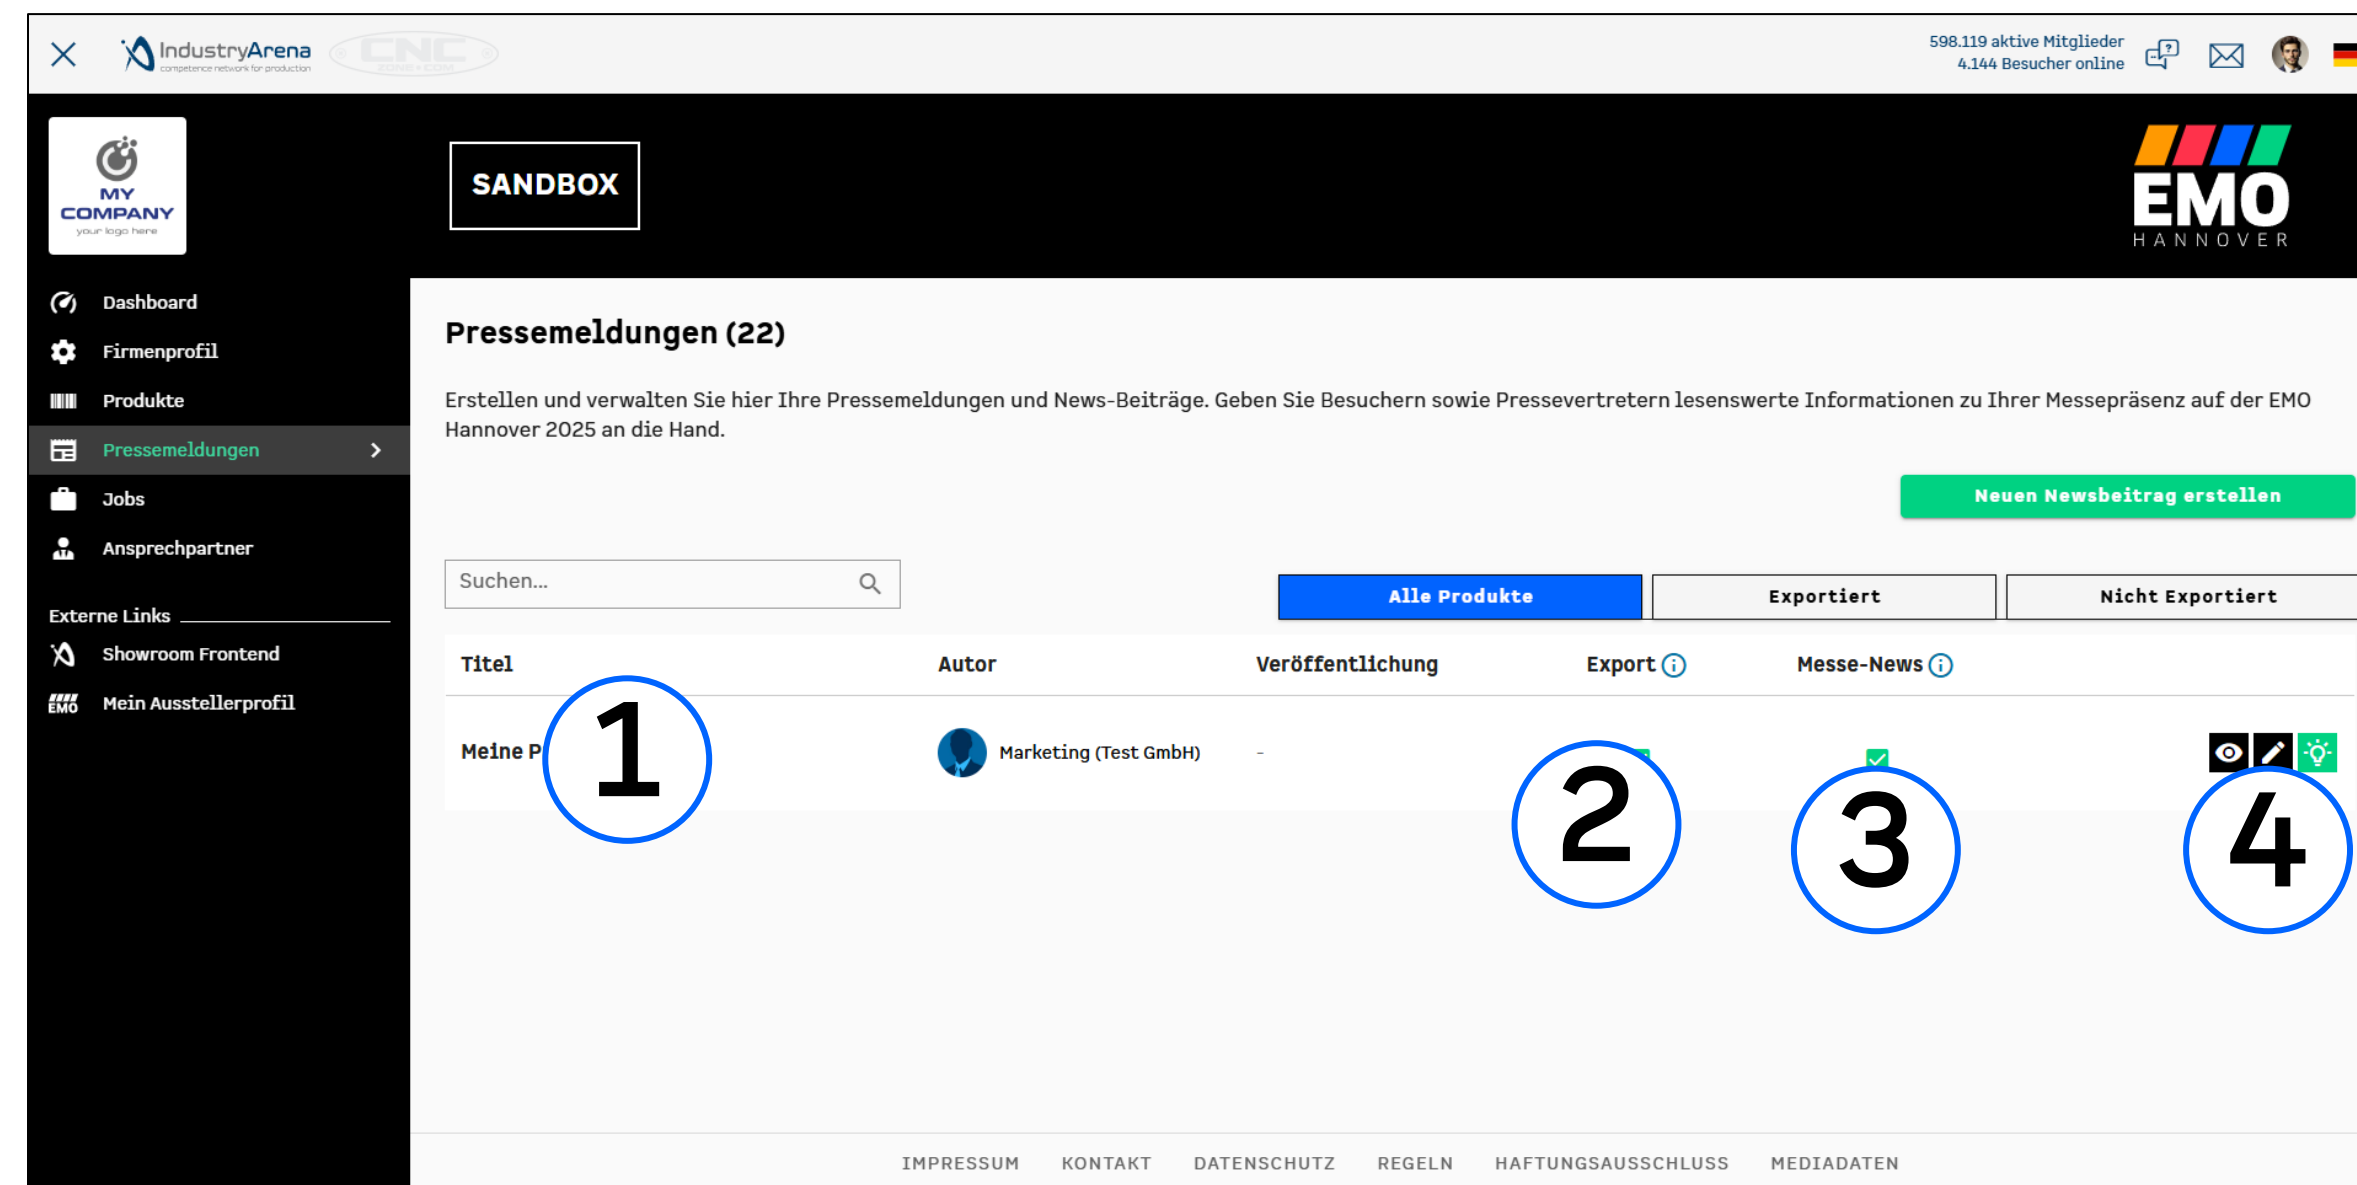 IndustryArena
competence network for production
CNC
ZONE.COM
598.119 aktive Mitglieder
4.144 Besucher online
MY
COMPANY
your logo here
SANDBOX
EMO
HANNOVER
Dashboard
Firmenprofil
Produkte
Pressemeldungen
Jobs
Ansprechpartner
Externe Links
Showroom Frontend
EMO
Mein Ausstellerprofil
Pressemeldungen (22)
Erstellen und verwalten Sie hier Ihre Pressemeldungen und News-Beiträge. Geben Sie Besuchern sowie Pressevertretern lesenswerte Informationen zu Ihrer Messepräsenz auf der EMO
Hannover 2025 an die Hand.
Neuen Newsbeitrag erstellen
Suchen...
Alle Produkte
Exportiert
Nicht Exportiert
Titel Autor Veröffentlichung Export Messe-News
Meine Marketing (Test GmbH) -
1
2
3
4
IMPRESSUM KONTAKT DATENSCHUTZ REGELN HAFTUNGSAUSSCHLUSS MEDIADATEN